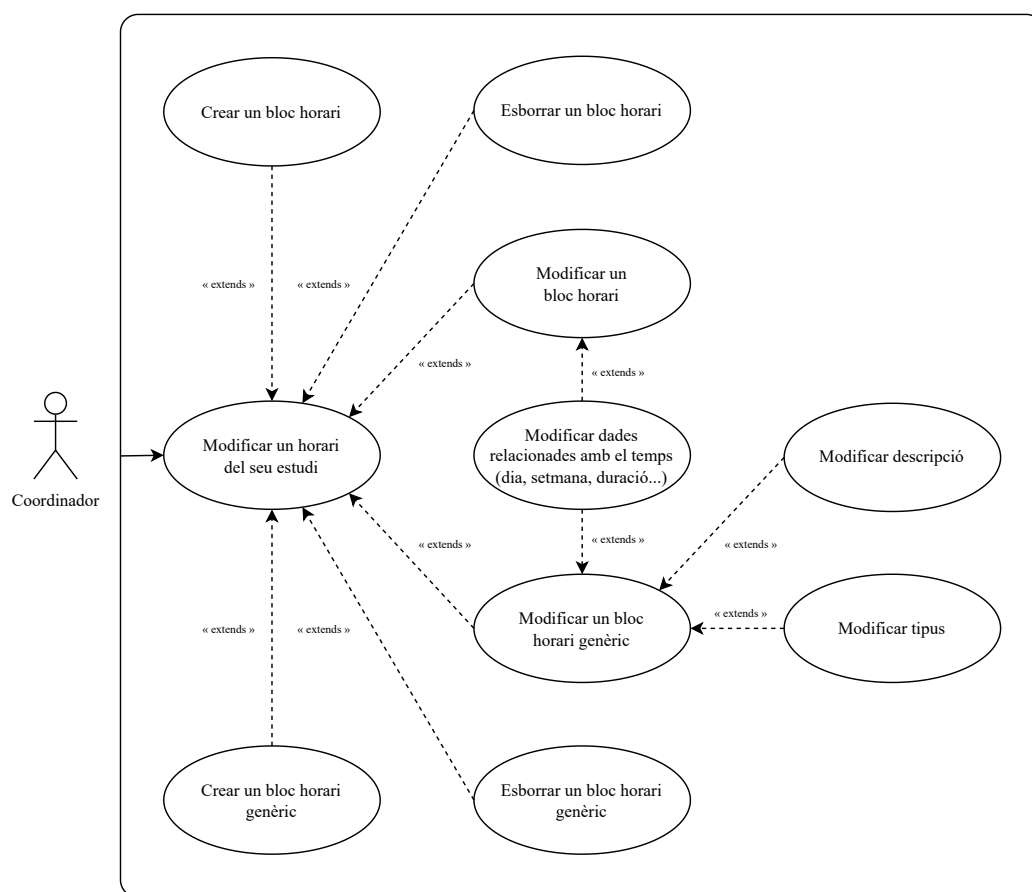 Crear un bloc horari
Esborrar un bloc horari
« extends »
« extends »
Modificar un
bloc horari
« extends »
« extends »
Coordinador
Modificar un horari
del seu estudi
Modificar dades
relacionades amb el temps
(dia, setmana, duració...)
Modificar descripció
« extends »
« extends »
« extends »
« extends »
« extends »
« extends »
Modificar un bloc
horari genèric
Modificar tipus
Crear un bloc horari
genèric
Esborrar un bloc horari
genèric